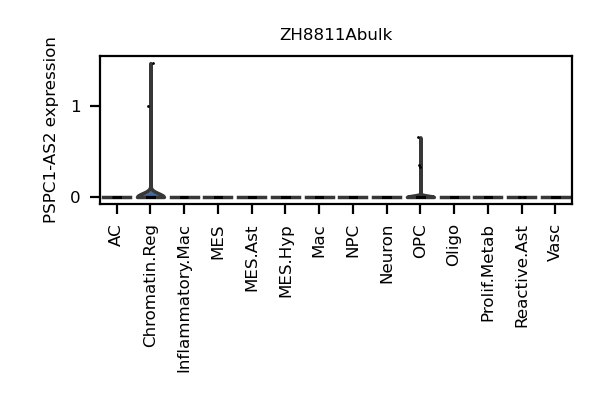 ZH8811Abulk
PSPC1-AS2 expression
1
0
AC
Chromatin.Reg
Inflammatory.Mac
MES
MES.Ast
MES.Hyp
Mac
NPC
Neuron
OPC
Oligo
Prolif.Metab
Reactive.Ast
Vasc